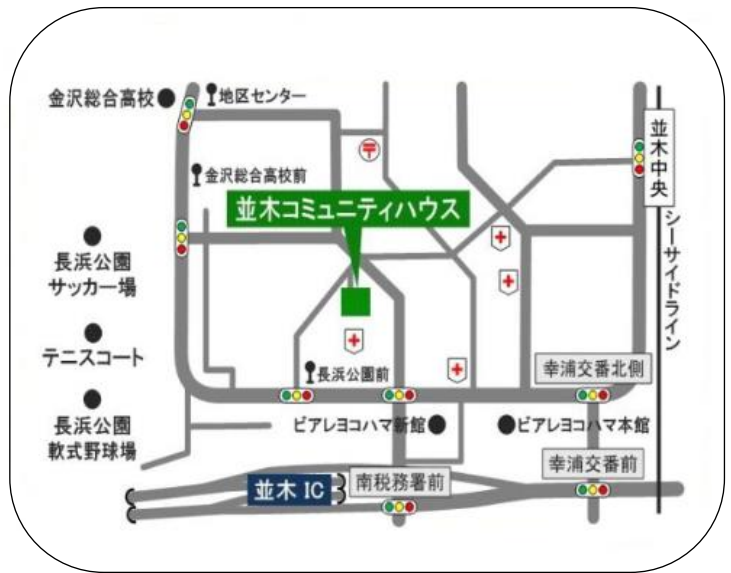 金沢総合高校
地区センター
〒
金沢総合高校前
並木中央
並木コミュニティハウス
シーサイドライン
長浜公園
サッカー場
テニスコート
長浜公園前
幸浦交番北側
長浜公園
軟式野球場
ビアレヨコハマ新館
ビアレヨコハマ本館
幸浦交番前
南税務署前
並木 IC